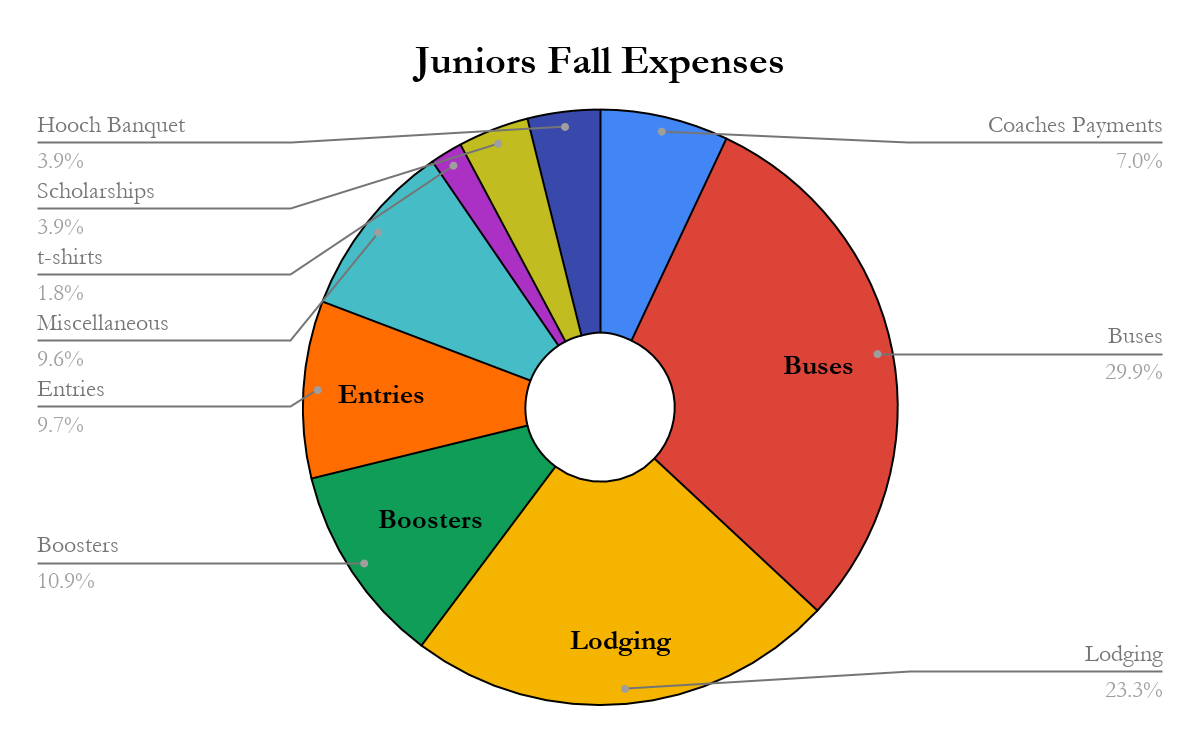 Juniors Fall Expenses
Hooch Banquet
3.9%
Scholarships
3.9%
t-shirts
1.8%
Miscellaneous
9.6%
Entries
9.7%
Boosters
10.9%
Coaches Payments
7.0%
Buses
29.9%
Lodging
23.3%
Buses
Entries
Boosters
Lodging